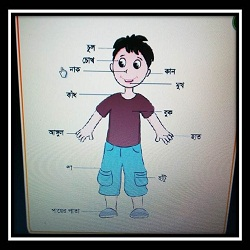 চুল
চোখ
নাক
কান
মুখ
কাঁধ
বুক
আঙ্গুল
হাত
হাঁটু
পায়ের পাতা